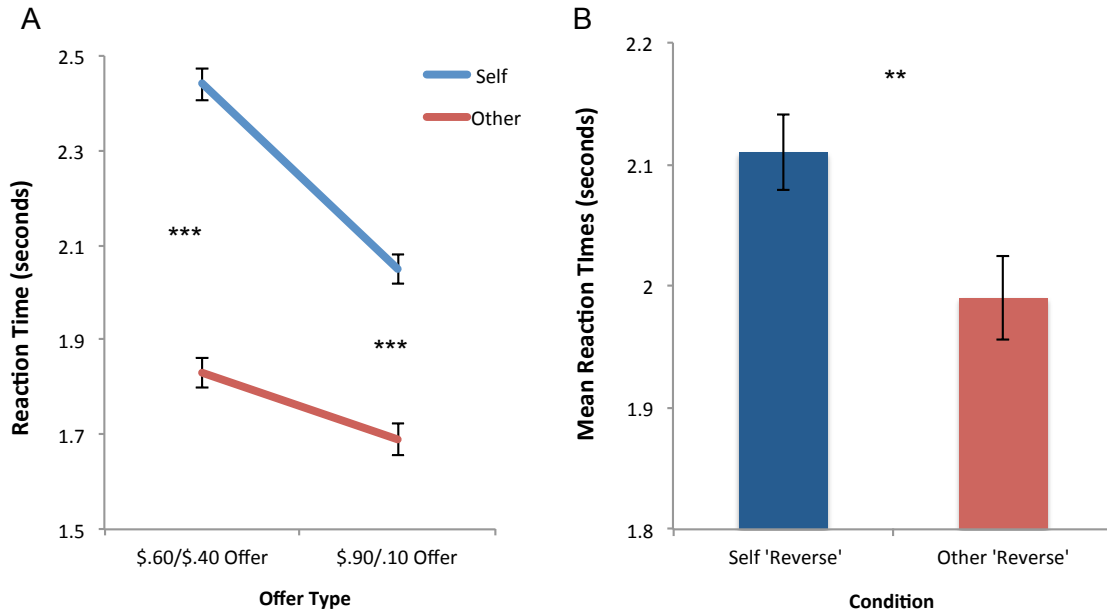 A
2.5
2.3
2.1
1.9
1.7
1.5
Reaction Time (seconds)
Self
Other
***
***
$.60/$.40 Offer
$.90/.10 Offer
Offer Type
B
2.2
2.1
2
1.9
1.8
Mean Reaction TImes (seconds)
**
Self 'Reverse'
Other 'Reverse'
Condition